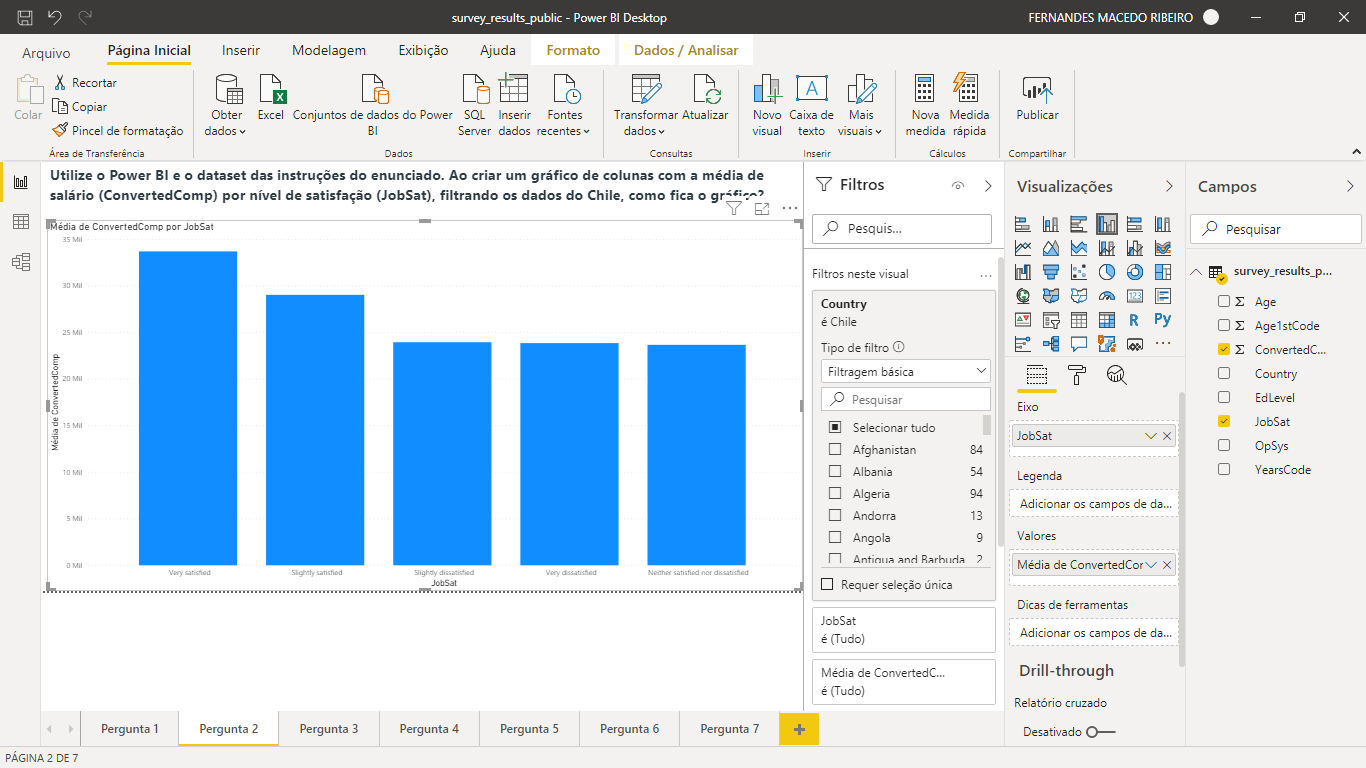 survey_results_public - Power BI Desktop
FERNANDES MACEDO RIBEIRO
Arquivo
Página Inicial
Inserir
Modelagem
Exibição
Ajuda
Formato
Dados / Analisar
Colar
Recortar
Copiar
Pincel de formatação
Área de Transferência
Obter
dados
Excel
Conjuntos de dados do Power
BI
SQL
Server
Inserir
dados
Fontes
recentes
Dados
Transformar
dados
Atualizar
Consultas
Novo
visual
Caixa de
texto
Mais
visuais
Inserir
Nova
medida
Medida
rápida
Cálculos
Publicar
Compartilhar
Utilize o Power BI e o dataset das instruções do enunciado. Ao criar um gráfico de colunas com a média de
salário (ConvertedComp) por nível de satisfação (JobSat), filtrando os dados do Chile, como fica o gráfico?
Média de ConvertedComp por JobSat
35 Mil
30 Mil
25 Mil
20 Mil
15 Mil
10 Mil
5 Mil
0 Mil
Média de ConvertedComp
Very satisfied
Slightly satisfied
Slightly dissatisfied
Very dissatisfied
Neither satisfied nor dissatisfied
JobSat
Filtros
Pesquis...
Filtros neste visual
...
Country
é Chile
Tipo de filtro
Filtragem básica
Pesquisar
Selecionar tudo
Afghanistan 84
Albania 54
Algeria 94
Andorra 13
Angola 9
Antigua and Barbuda 2
Requer seleção única
JobSat
é (Tudo)
Média de ConvertedC...
é (Tudo)
Visualizações
123
R
Py
...
Eixo
JobSat
Legenda
Adicionar os campos de da...
Valores
Média de ConvertedCor
Dicas de ferramentas
Adicionar os campos de da...
Drill-through
Relatório cruzado
Desativado
Campos
Pesquisar
survey_results_p...
Σ Age
Σ Age1stCode
Σ ConvertedC...
Country
EdLevel
JobSat
OpSys
YearsCode
Pergunta 1
Pergunta 2
Pergunta 3
Pergunta 4
Pergunta 5
Pergunta 6
Pergunta 7
+
PÁGINA 2 DE 7